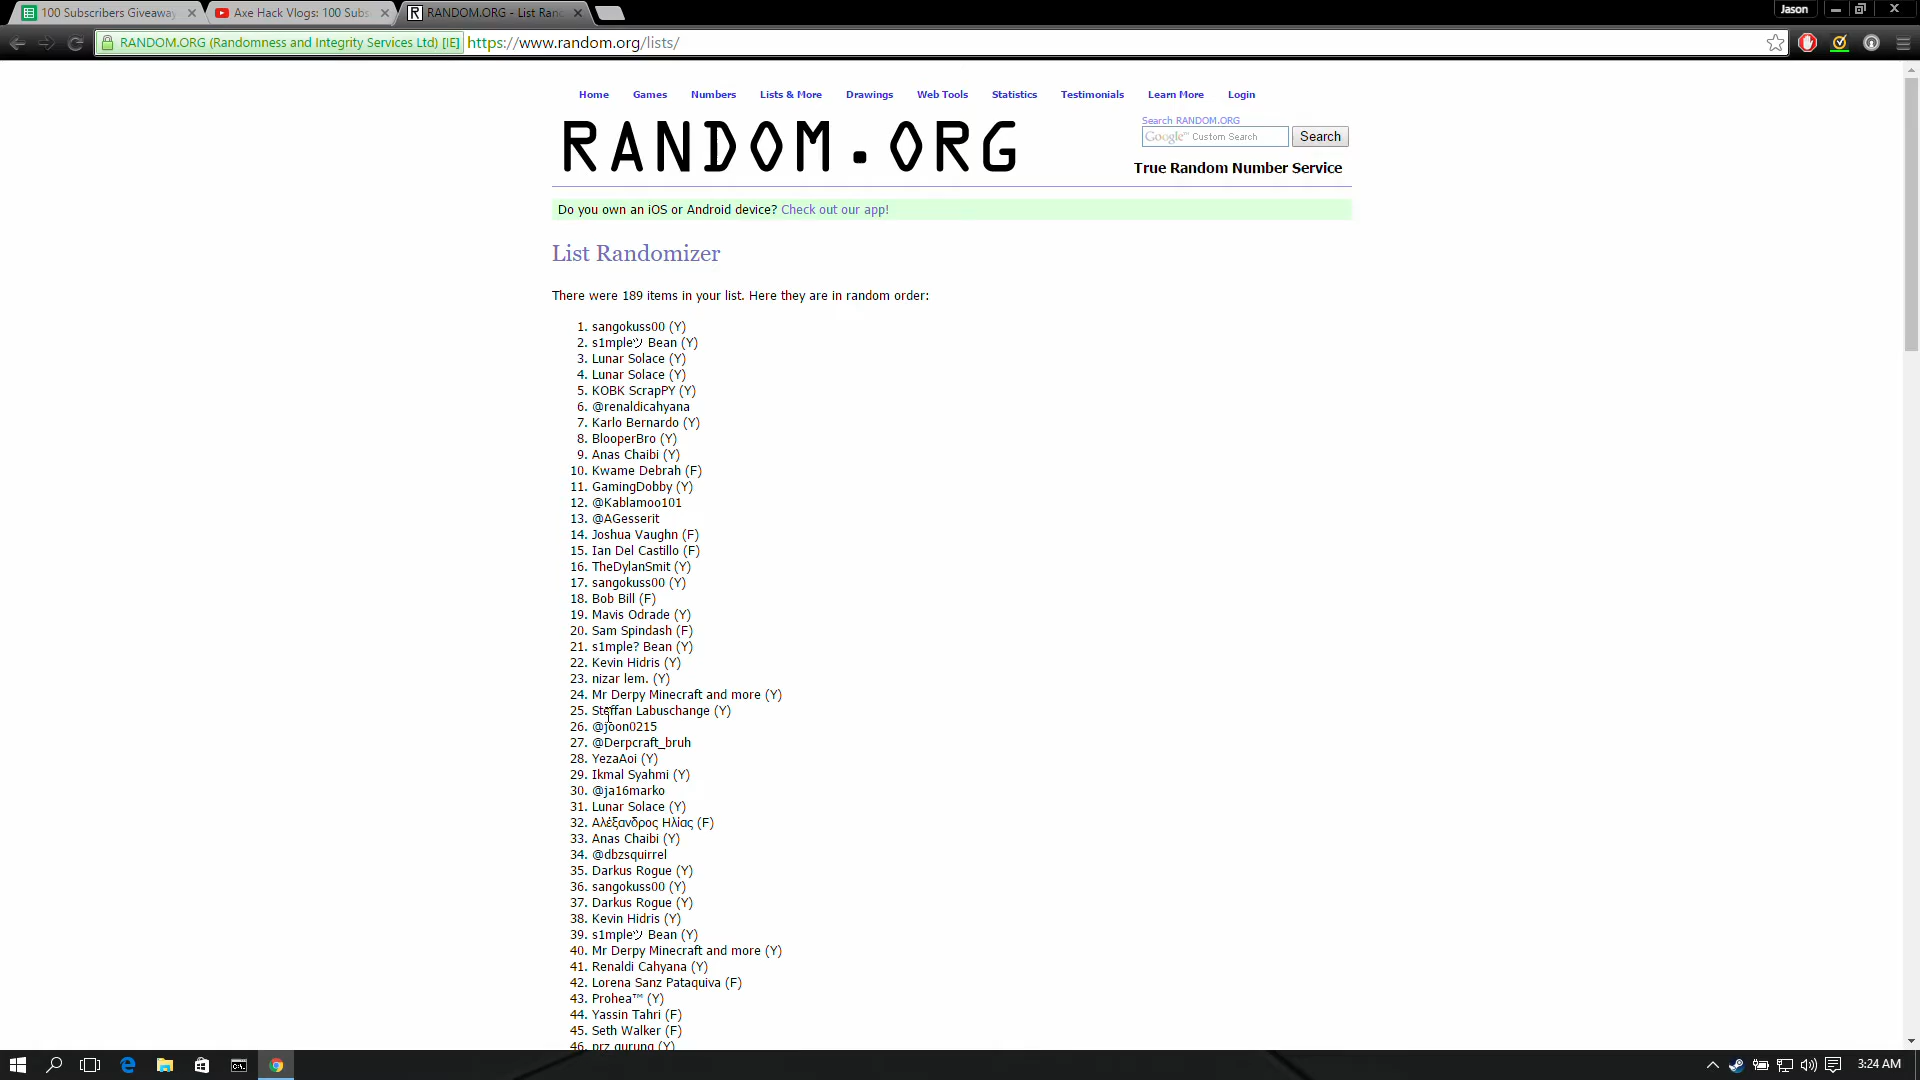 100 Subscribers Giveaway
Axe Hack Vlogs: 100 Subs
RANDOM.ORG - List Ran
Jason
RANDOM.ORG (Randomness and Integrity Services Ltd) [IE]
https://www.random.org/lists/
Home Games Numbers Lists & More Drawings Web Tools Statistics Testimonials Learn More Login
RANDOM.ORG
Search RANDOM.ORG
Google™ Custom Search
Search
True Random Number Service
Do you own an iOS or Android device? Check out our app!
List Randomizer
There were 189 items in your list. Here they are in random order:
1. sangokuss00 (Y)
2. s1mpleツ Bean (Y)
3. Lunar Solace (Y)
4. Lunar Solace (Y)
5. KOBK ScrapPY (Y)
6. @renaldicahyana
7. Karlo Bernardo (Y)
8. BlooperBro (Y)
9. Anas Chaibi (Y)
10. Kwame Debrah (F)
11. GamingDobby (Y)
12. @Kablamoo101
13. @AGesserit
14. Joshua Vaughn (F)
15. Ian Del Castillo (F)
16. TheDylanSmit (Y)
17. sangokuss00 (Y)
18. Bob Bill (F)
19. Mavis Odrade (Y)
20. Sam Spindash (F)
21. s1mple? Bean (Y)
22. Kevin Hidris (Y)
23. nizar lem. (Y)
24. Mr Derpy Minecraft and more (Y)
25. Steffan Labuschange (Y)
26. @joon0215
27. @Derpcraft_bruh
28. YezaAoi (Y)
29. Ikmal Syahmi (Y)
30. @ja16marko
31. Lunar Solace (Y)
32. Αλέξανδρος Ηλίας (F)
33. Anas Chaibi (Y)
34. @dbzsquirrel
35. Darkus Rogue (Y)
36. sangokuss00 (Y)
37. Darkus Rogue (Y)
38. Kevin Hidris (Y)
39. s1mpleツ Bean (Y)
40. Mr Derpy Minecraft and more (Y)
41. Renaldi Cahyana (Y)
42. Lorena Sanz Pataquiva (F)
43. Prohea™ (Y)
44. Yassin Tahri (F)
45. Seth Walker (F)
46. prz gurung (Y)
3:24 AM